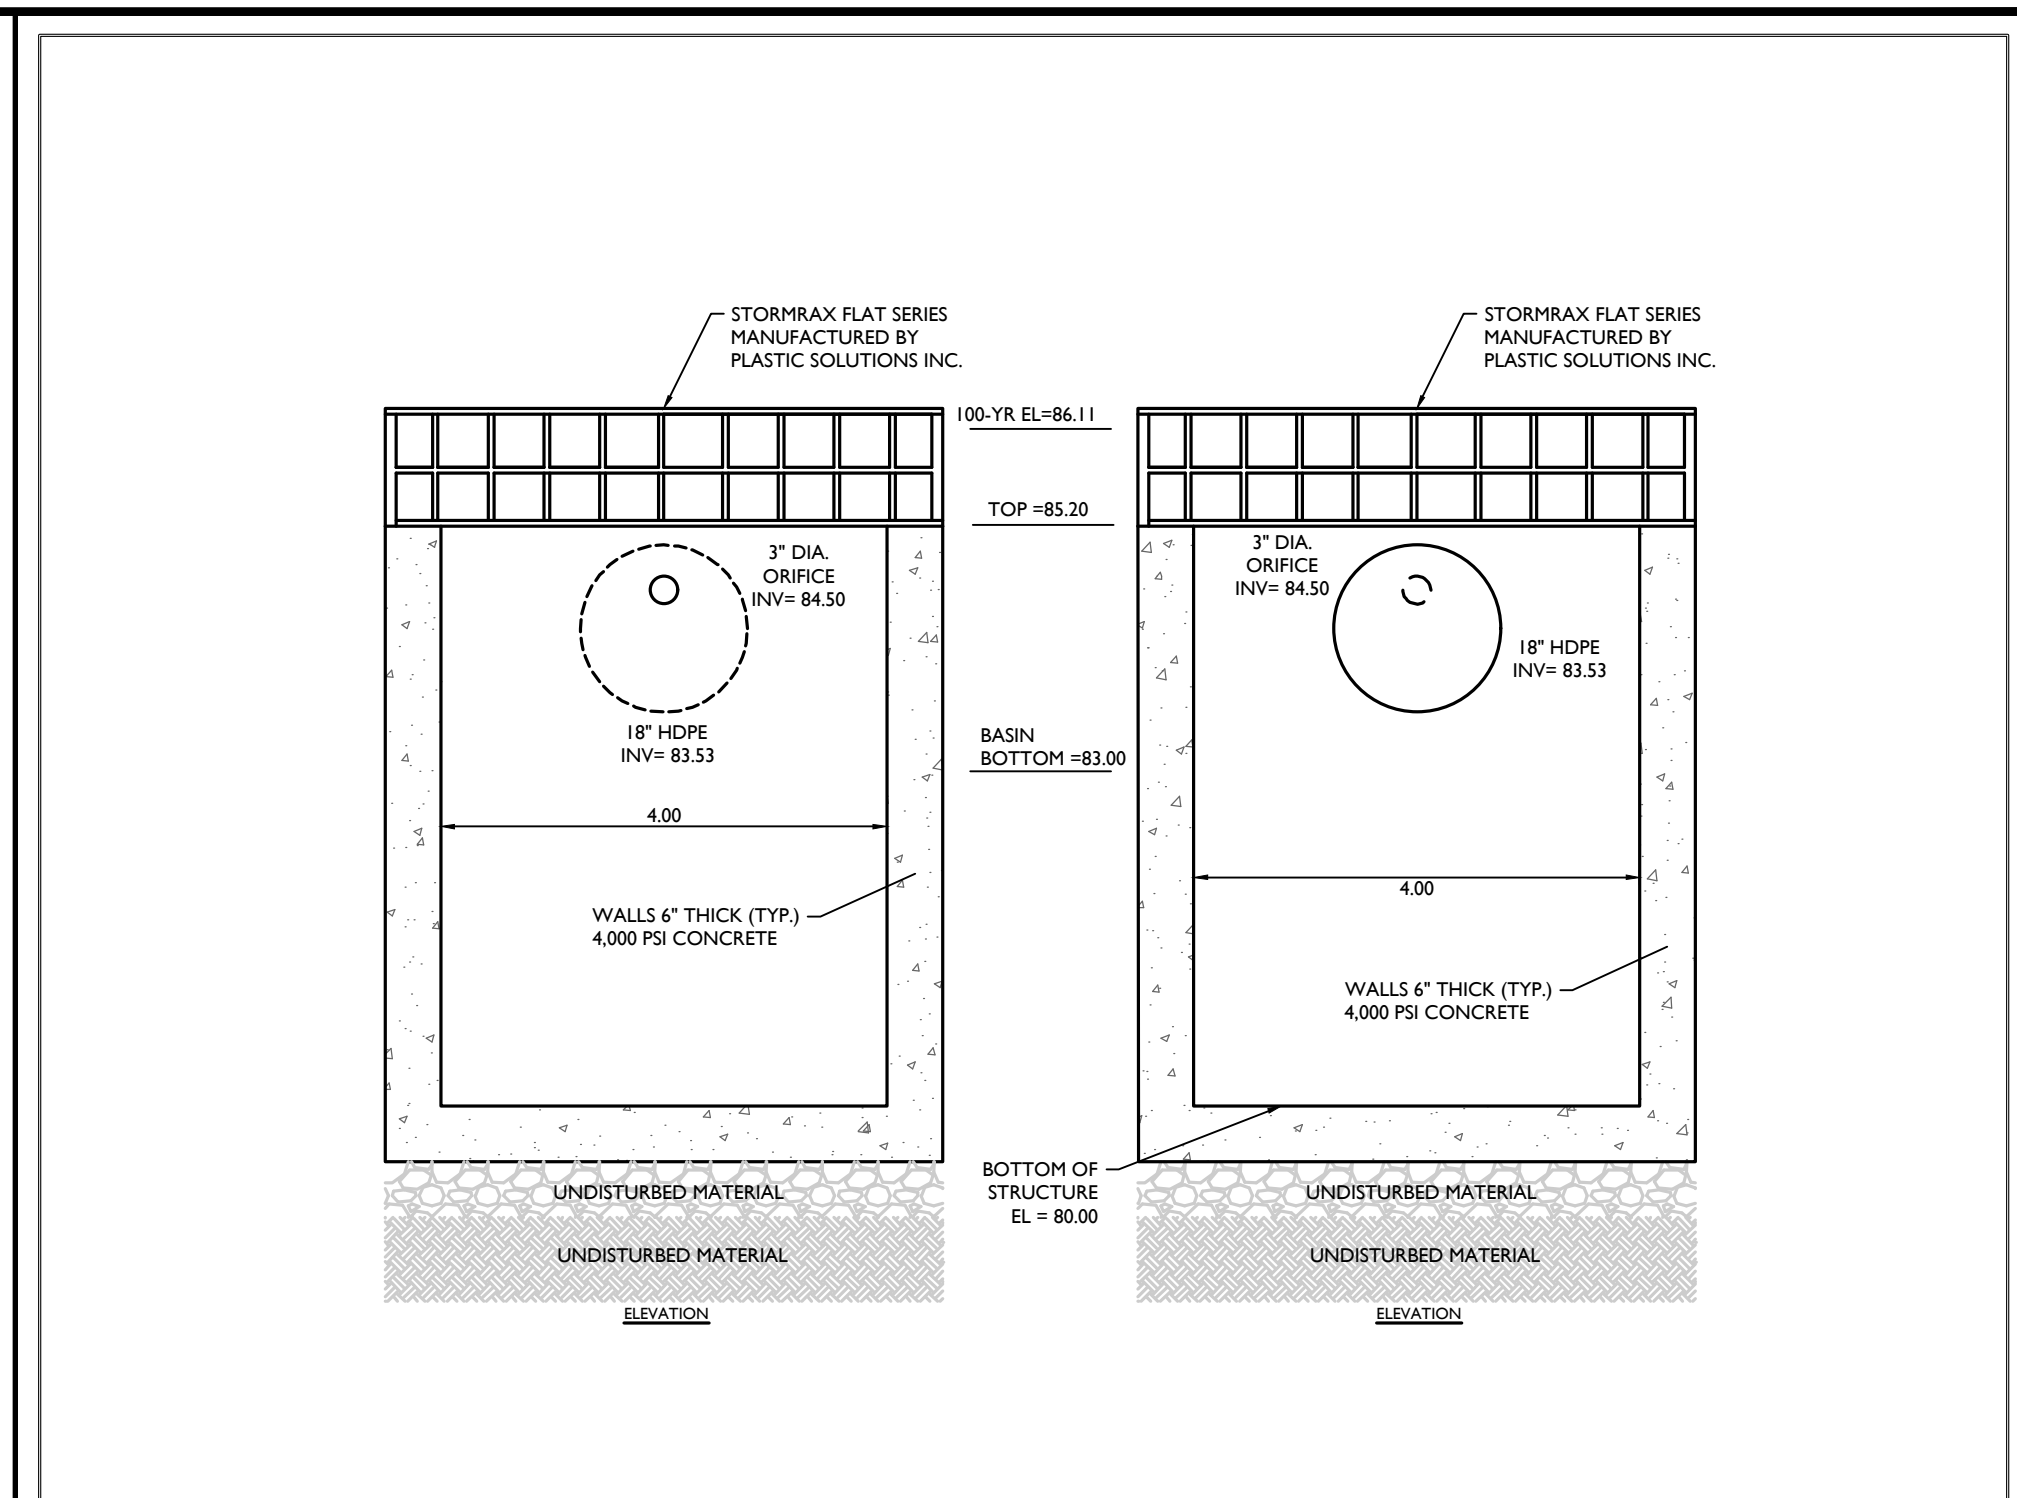 STORMRAX FLAT SERIES
MANUFACTURED BY
PLASTIC SOLUTIONS INC.
STORMRAX FLAT SERIES
MANUFACTURED BY
PLASTIC SOLUTIONS INC.
100-YR EL=86.11
TOP =85.20
3" DIA.
ORIFICE
INV= 84.50
18" HDPE
INV= 83.53
3" DIA.
ORIFICE
INV= 84.50
18" HDPE
INV= 83.53
BASIN
BOTTOM =83.00
4.00
4.00
WALLS 6" THICK (TYP.)
4,000 PSI CONCRETE
WALLS 6" THICK (TYP.)
4,000 PSI CONCRETE
BOTTOM OF
STRUCTURE
EL = 80.00
UNDISTURBED MATERIAL
UNDISTURBED MATERIAL
ELEVATION
UNDISTURBED MATERIAL
UNDISTURBED MATERIAL
ELEVATION